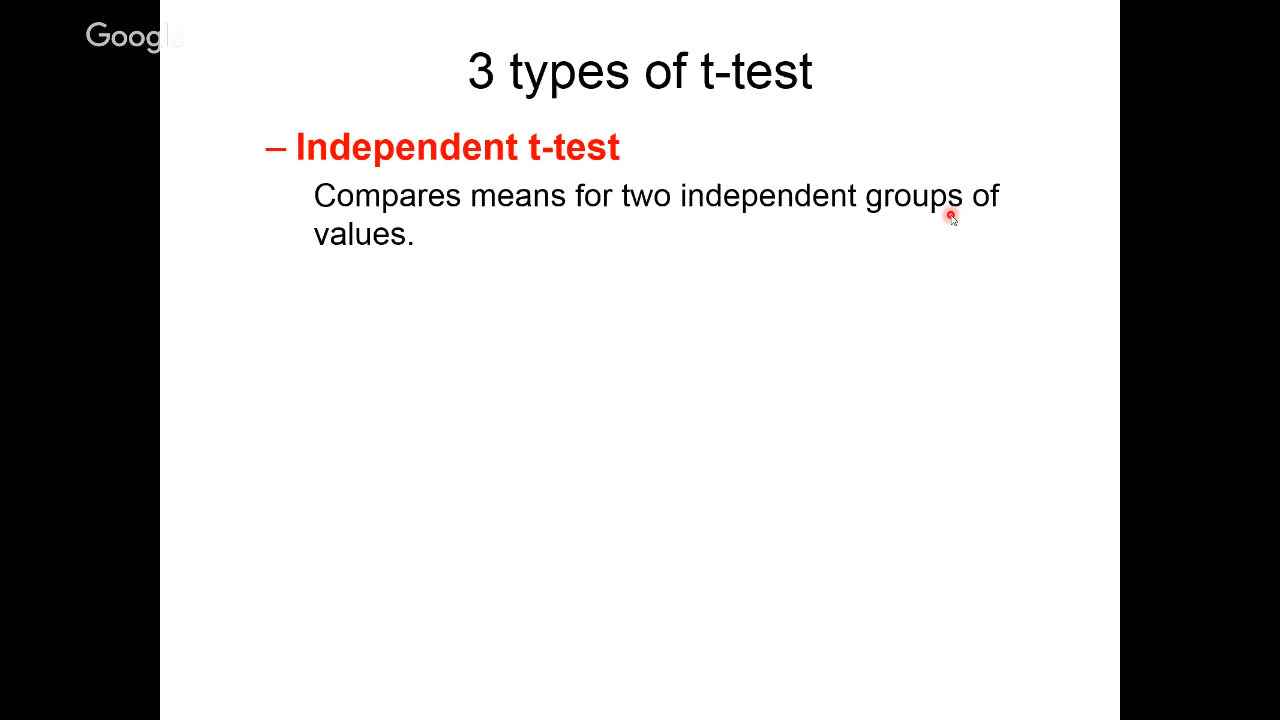 Google
3 types of t-test
– Independent t-test
Compares means for two independent groups of
values.